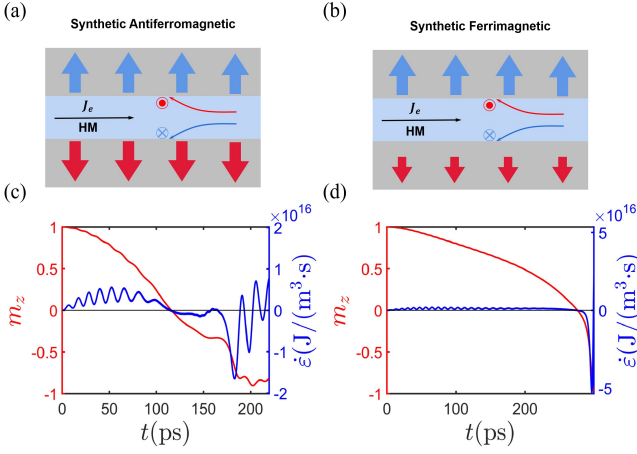 (a)
Synthetic Antiferromagnetic
J_e
HM
(b)
Synthetic Ferrimagnetic
J_e
HM
(c)
×10^16
1
0.5
0
-0.5
-1
m_z
2
1
0
-1
-2
ε̇(J/(m³·s)
0
50
100
150
200
t(ps)
(d)
×10^16
1
0.5
0
-0.5
-1
m_z
5
0
-5
ε̇(J/(m³·s)
0
100
200
t(ps)